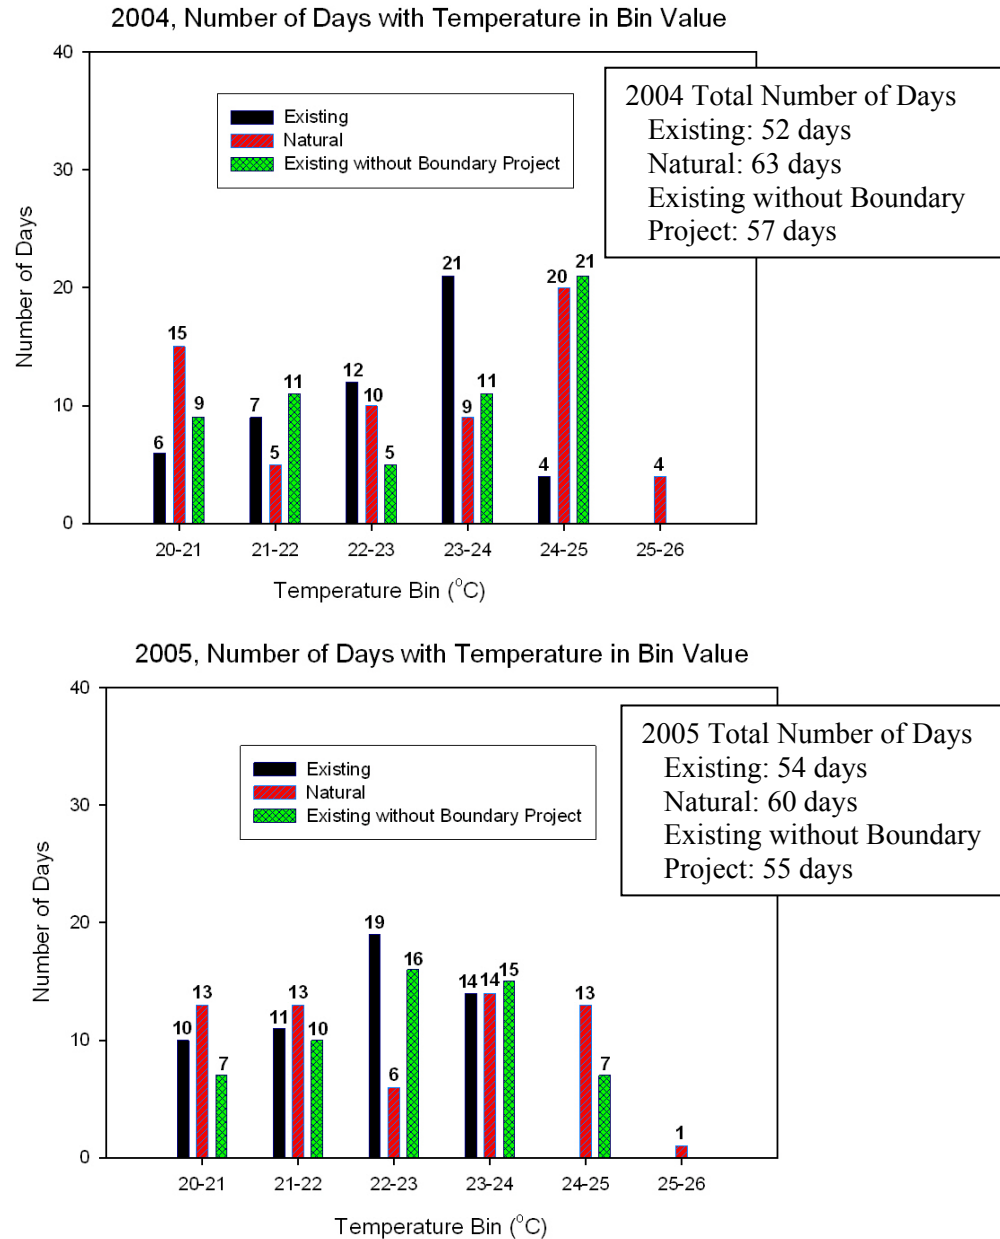 2004, Number of Days with Temperature in Bin Value
40
30
20
10
0
Number of Days
Existing
Natural
Existing without Boundary Project
2004 Total Number of Days
Existing: 52 days
Natural: 63 days
Existing without Boundary
Project: 57 days
6 15 9
7 5 11
12 10 5
21 9 11
4 20 21
4
20-21 21-22 22-23 23-24 24-25 25-26
Temperature Bin (°C)
2005, Number of Days with Temperature in Bin Value
40
30
20
10
0
Number of Days
Existing
Natural
Existing without Boundary Project
2005 Total Number of Days
Existing: 54 days
Natural: 60 days
Existing without Boundary
Project: 55 days
10 13 7
11 13 10
19 6 16
14 14 15
13 7
1
20-21 21-22 22-23 23-24 24-25 25-26
Temperature Bin (°C)